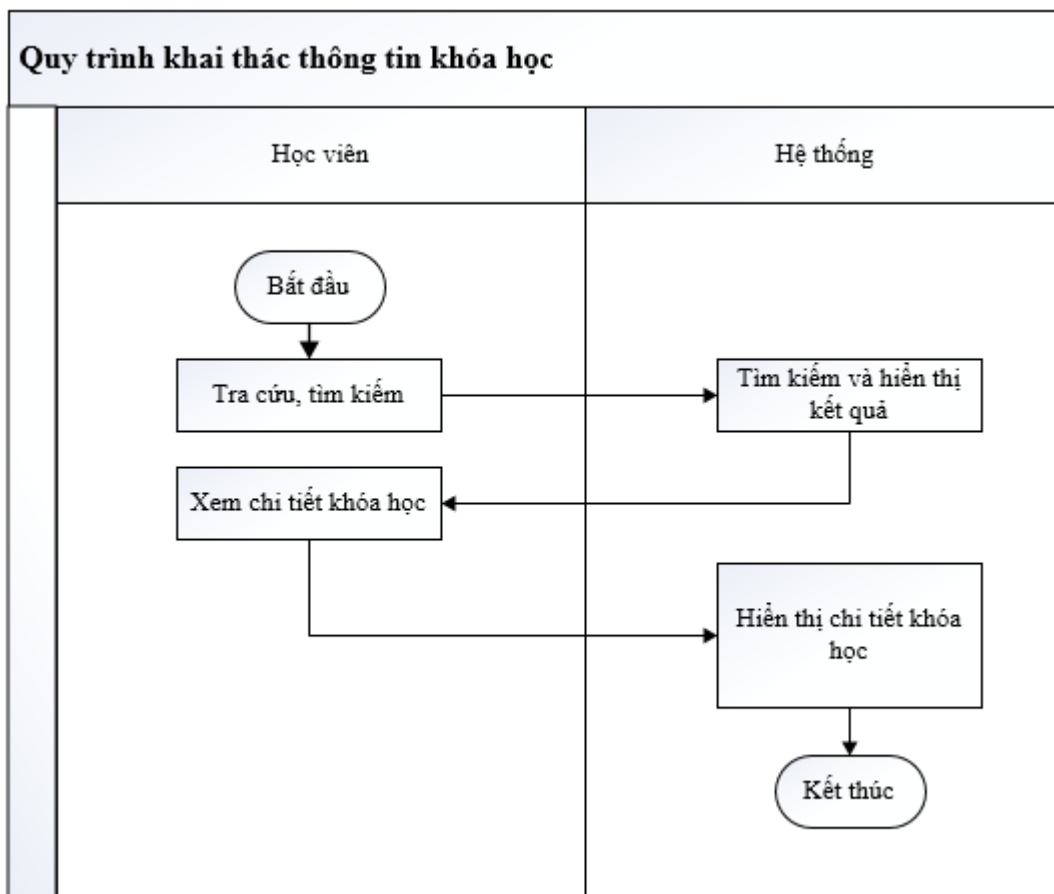 Quy trình khai thác thông tin khóa học
Học viên
Hệ thống
Bắt đầu
Tra cứu, tìm kiếm
Tìm kiếm và hiển thị
kết quả
Xem chi tiết khóa học
Hiển thị chi tiết khóa
học
Kết thúc